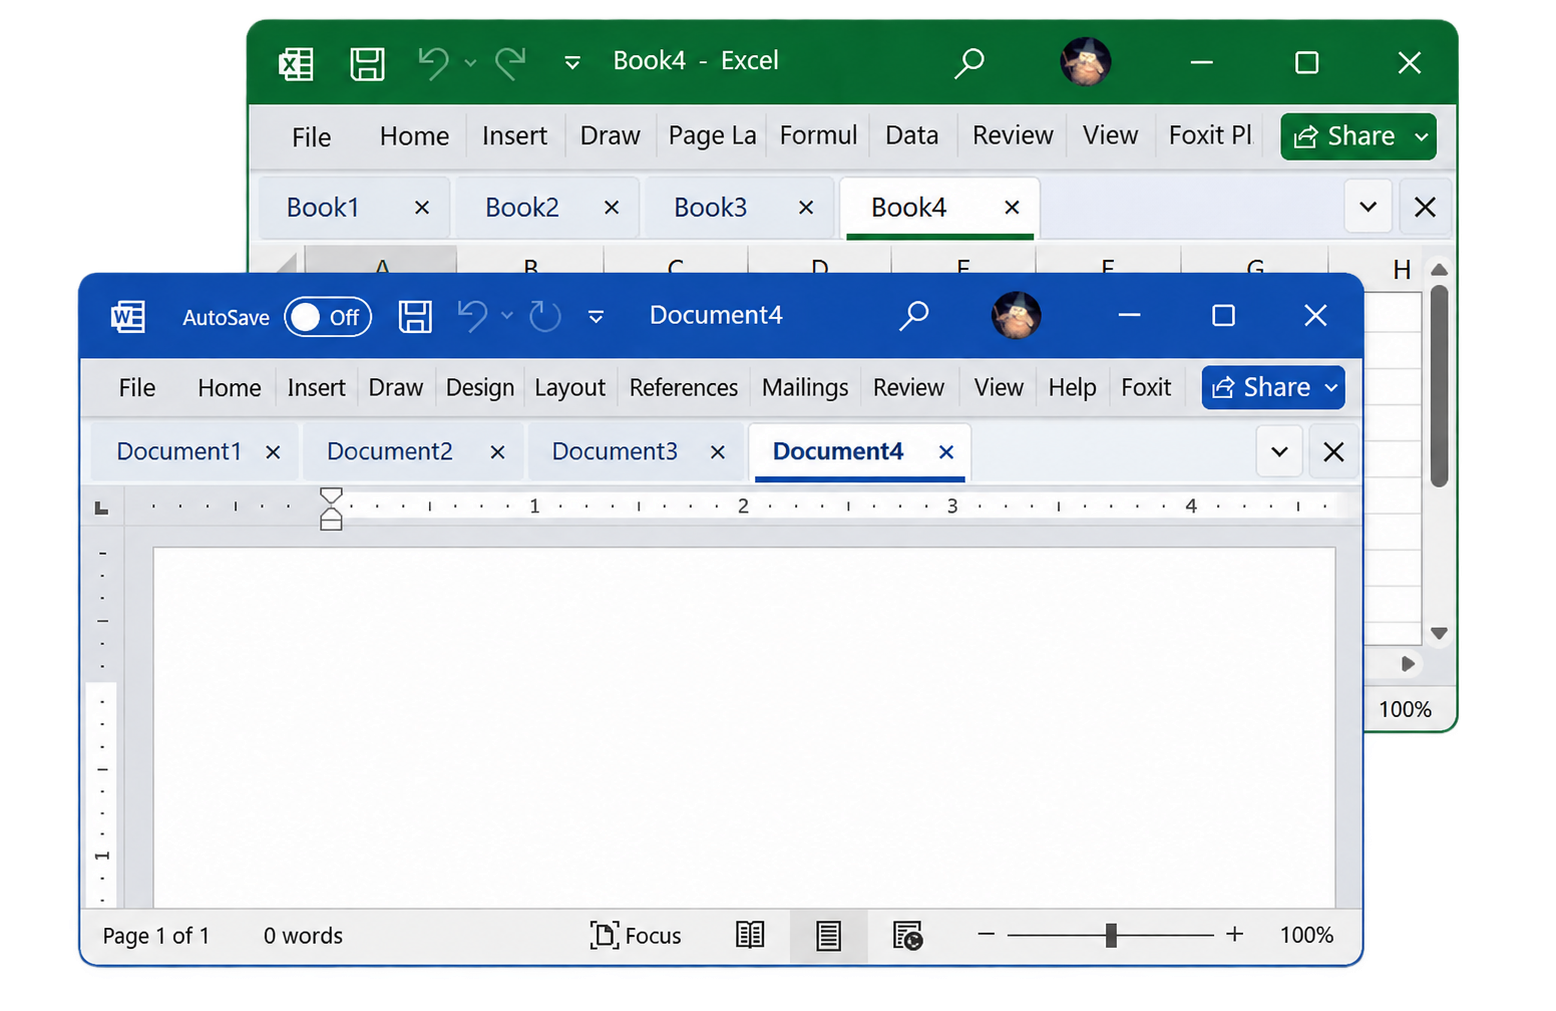 Book4 - Excel
File Home Insert Draw Page La Formul Data Review View Foxit Pl Share
Book1 Book2 Book3 Book4
A B C D E F G H
AutoSave Off Document4
File Home Insert Draw Design Layout References Mailings Review View Help Foxit Share
Document1 Document2 Document3 Document4
1 2 3 4
1
100%
Page 1 of 1 0 words Focus 100%